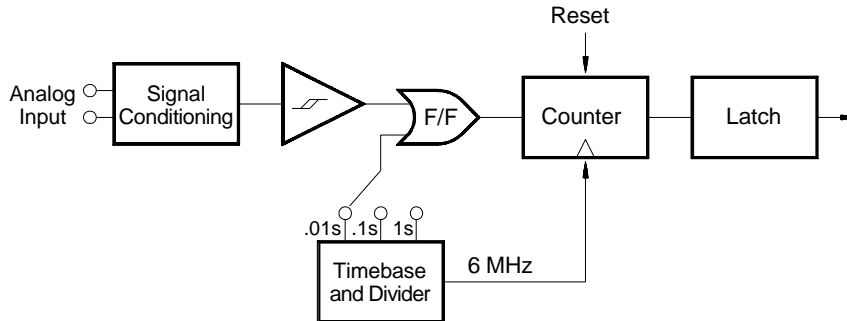 Reset
Analog
Input
Signal
Conditioning
F/F
Counter
Latch
.01s .1s 1s
6 MHz
Timebase
and Divider